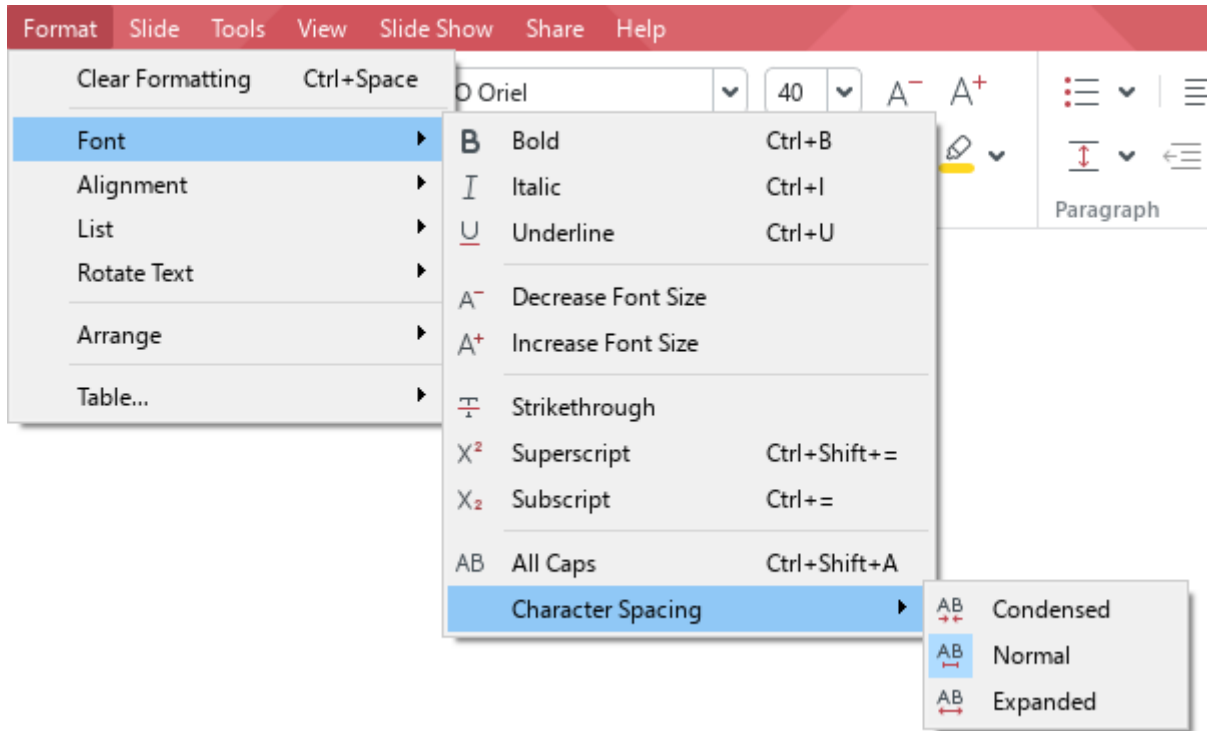 Format Slide Tools View Slide Show Share Help
Clear Formatting Ctrl+Space
O Oriel 40 A− A+
Font
Alignment
List
Rotate Text
Arrange
Table...
B Bold Ctrl+B
I Italic Ctrl+I
U Underline Ctrl+U
A− Decrease Font Size
A+ Increase Font Size
T Strikethrough
X² Superscript Ctrl+Shift+=
X₂ Subscript Ctrl+=
AB All Caps Ctrl+Shift+A
Character Spacing
Paragraph
AB Condensed
AB Normal
AB Expanded